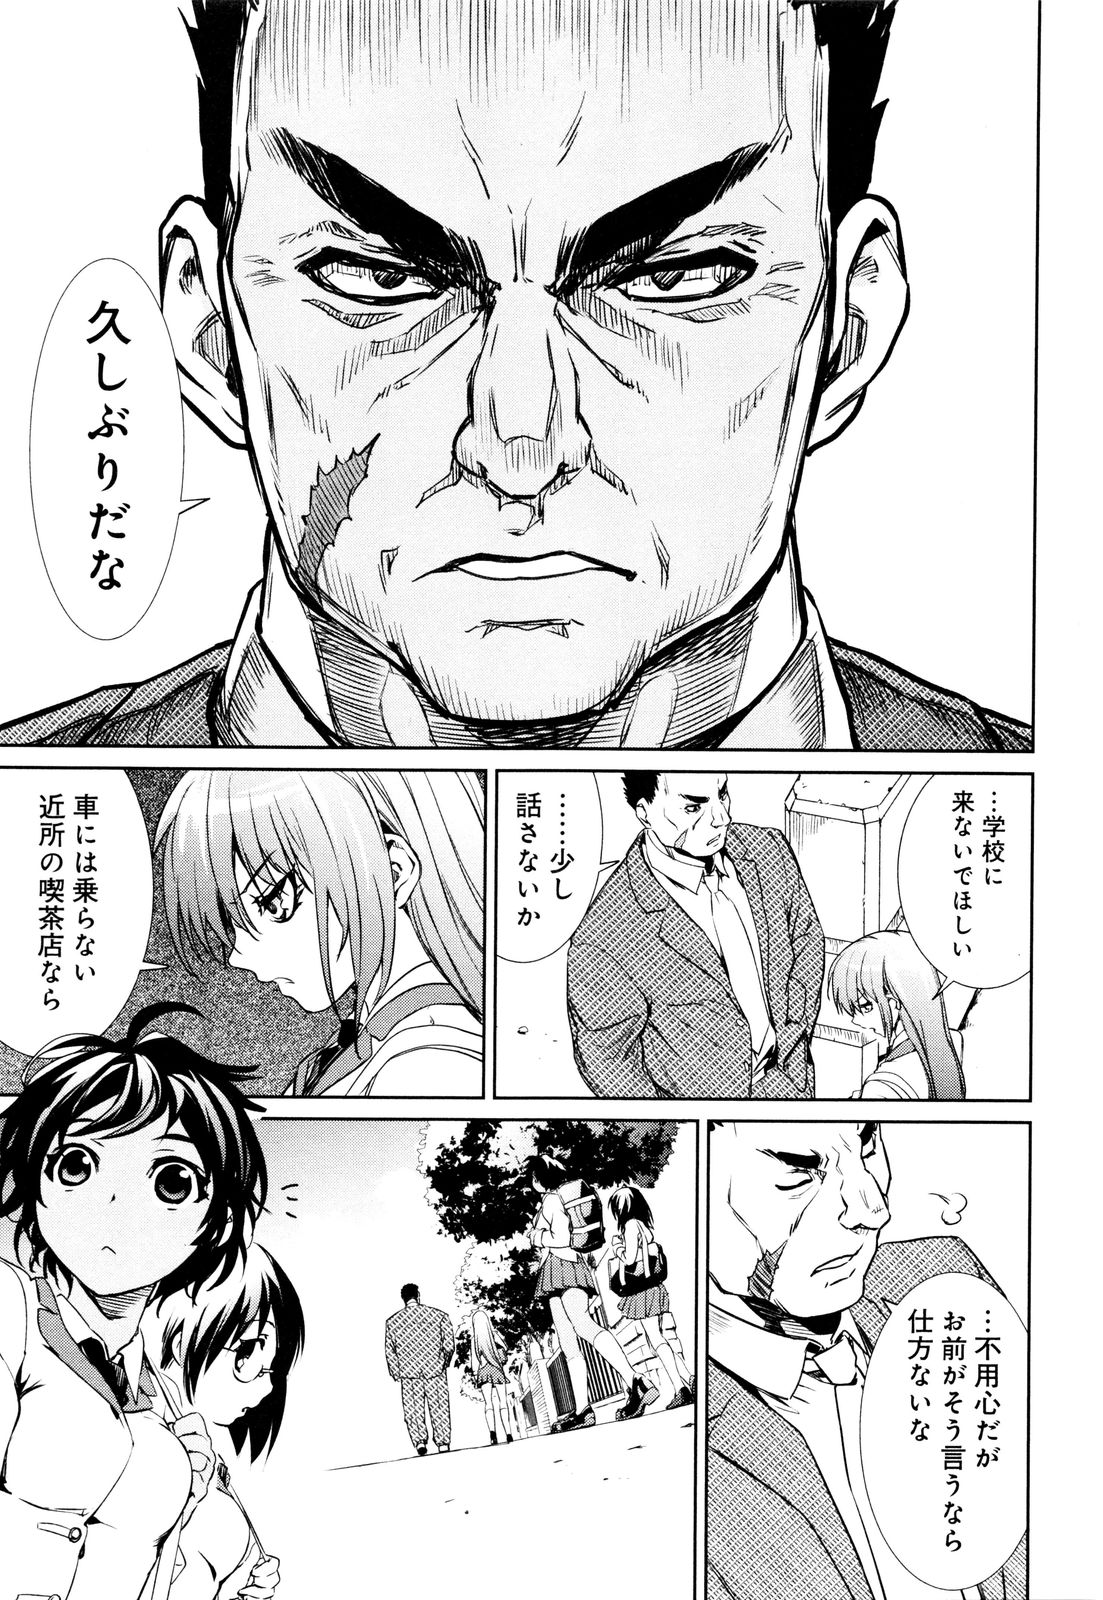 久しぶりだな
…学校に
来ないでほしい
………少し
話さないか
車には乗らない
近所の喫茶店なら
…不用心だが
お前がそう言うなら
仕方ないな